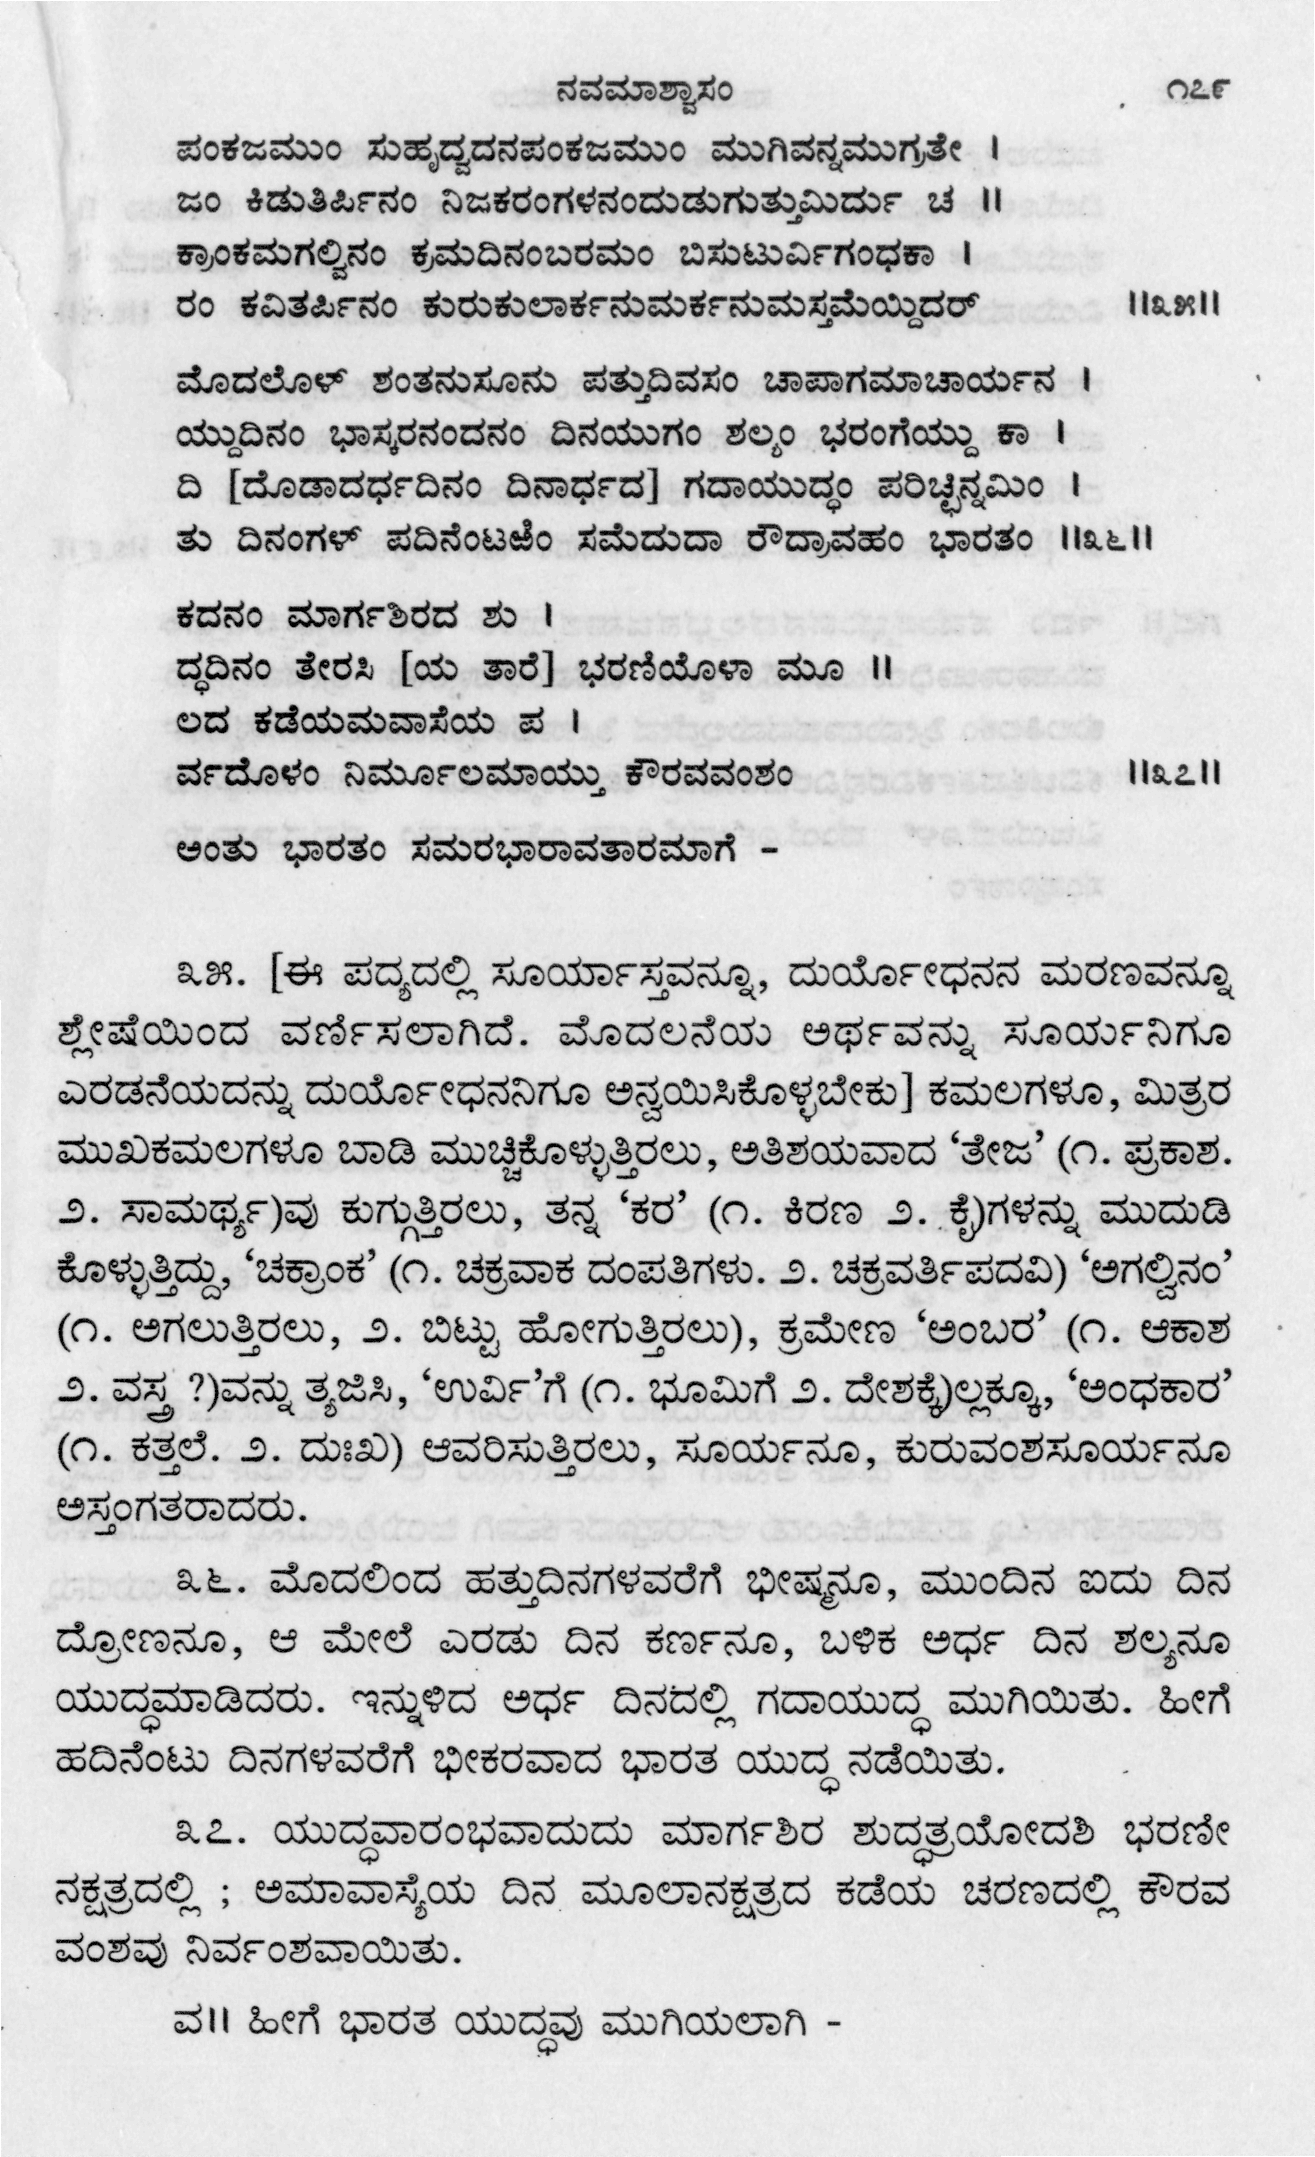 ನವಮಾಶ್ವಾಸಂ ೧೭೯
ಪಂಕಜಮುಂ ಸುಹೃದ್ವದನಪಂಕಜಮುಂ ಮುಗಿವನ್ನಮುಗ್ರತೇ ।
ಜಂ ಕಿಡುತಿರ್ಪಿನಂ ನಿಜಕರಂಗಳನಂದುಡುಗುತ್ತುಮಿರ್ದು ಚ ॥
ಕ್ರಾಂಕಮಗಲ್ವಿನಂ ಕ್ರಮದಿನಂಬರಮಂ ಬಿಸುಟುರ್ವಿಗಂಧಕಾ ।
ರಂ ಕವಿತರ್ಪಿನಂ ಕುರುಕುಲಾರ್ಕನುಮರ್ಕನುಮಸ್ತಮೆಯ್ದಿದರ್ ॥೩೫॥
ಮೊದಲೊಳ್ ಶಂತನುಸೂನು ಪತ್ತುದಿವಸಂ ಚಾಪಾಗಮಾಚಾರ್ಯನ ।
ಯ್ದುದಿನಂ ಭಾಸ್ಕರನಂದನಂ ದಿನಯುಗಂ ಶಲ್ಯಂ ಭರಂಗೆಯ್ದು ಕಾ ।
ದಿ [ದೊಡಾದರ್ಧದಿನಂ ದಿನಾರ್ಧದ] ಗದಾಯುದ್ಧಂ ಪರಿಚ್ಛಿನ್ನಮಿಂ ।
ತು ದಿನಂಗಳ್ ಪದಿನೆಂಟಱಿಂ ಸಮೆದುದಾ ರೌದ್ರಾವಹಂ ಭಾರತಂ ॥೩೬॥
ಕದನಂ ಮಾರ್ಗಶಿರದ ಶು ।
ದ್ಧದಿನಂ ತೇರಸಿ [ಯ ತಾರೆ] ಭರಣಿಯೊಳಾ ಮೂ ॥
ಲದ ಕಡೆಯಮವಾಸೆಯ ಪ ।
ರ್ವದೊಳಂ ನಿರ್ಮೂಲಮಾಯ್ತು ಕೌರವವಂಶಂ ॥೩೭॥
ಅಂತು ಭಾರತಂ ಸಮರಭಾರಾವತಾರಮಾಗೆ -
೩೫. [ಈ ಪದ್ಯದಲ್ಲಿ ಸೂರ್ಯಾಸ್ತವನ್ನೂ, ದುರ್ಯೋಧನನ ಮರಣವನ್ನೂ
ಶ್ಲೇಷೆಯಿಂದ ವರ್ಣಿಸಲಾಗಿದೆ. ಮೊದಲನೆಯ ಅರ್ಥವನ್ನು ಸೂರ್ಯನಿಗೂ
ಎರಡನೆಯದನ್ನು ದುರ್ಯೋಧನನಿಗೂ ಅನ್ವಯಿಸಿಕೊಳ್ಳಬೇಕು] ಕಮಲಗಳೂ, ಮಿತ್ರರ
ಮುಖಕಮಲಗಳೂ ಬಾಡಿ ಮುಚ್ಚಿಕೊಳ್ಳುತ್ತಿರಲು, ಅತಿಶಯವಾದ ‘ತೇಜ’ (೧. ಪ್ರಕಾಶ.
೨. ಸಾಮರ್ಥ್ಯ)ವು ಕುಗ್ಗುತ್ತಿರಲು, ತನ್ನ ‘ಕರ’ (೧. ಕಿರಣ ೨. ಕೈ)ಗಳನ್ನು ಮುದುಡಿ
ಕೊಳ್ಳುತ್ತಿದ್ದು, ‘ಚಕ್ರಾಂಕ’ (೧. ಚಕ್ರವಾಕ ದಂಪತಿಗಳು. ೨. ಚಕ್ರವರ್ತಿಪದವಿ) ‘ಅಗಲ್ವಿನಂ’
(೧. ಅಗಲುತ್ತಿರಲು, ೨. ಬಿಟ್ಟು ಹೋಗುತ್ತಿರಲು), ಕ್ರಮೇಣ ‘ಅಂಬರ’ (೧. ಆಕಾಶ
೨. ವಸ್ತ್ರ ?)ವನ್ನು ತ್ಯಜಿಸಿ, ‘ಉರ್ವಿ’ಗೆ (೧. ಭೂಮಿಗೆ ೨. ದೇಶಕ್ಕೆ)ಲ್ಲಕ್ಕೂ, ‘ಅಂಧಕಾರ’
(೧. ಕತ್ತಲೆ. ೨. ದುಃಖ) ಆವರಿಸುತ್ತಿರಲು, ಸೂರ್ಯನೂ, ಕುರುವಂಶಸೂರ್ಯನೂ
ಅಸ್ತಂಗತರಾದರು.
೩೬. ಮೊದಲಿಂದ ಹತ್ತುದಿನಗಳವರೆಗೆ ಭೀಷ್ಮನೂ, ಮುಂದಿನ ಐದು ದಿನ
ದ್ರೋಣನೂ, ಆ ಮೇಲೆ ಎರಡು ದಿನ ಕರ್ಣನೂ, ಬಳಿಕ ಅರ್ಧ ದಿನ ಶಲ್ಯನೂ
ಯುದ್ಧಮಾಡಿದರು. ಇನ್ನುಳಿದ ಅರ್ಧ ದಿನದಲ್ಲಿ ಗದಾಯುದ್ಧ ಮುಗಿಯಿತು. ಹೀಗೆ
ಹದಿನೆಂಟು ದಿನಗಳವರೆಗೆ ಭೀಕರವಾದ ಭಾರತ ಯುದ್ಧ ನಡೆಯಿತು.
೩೭. ಯುದ್ಧವಾರಂಭವಾದುದು ಮಾರ್ಗಶಿರ ಶುದ್ಧತ್ರಯೋದಶಿ ಭರಣೀ
ನಕ್ಷತ್ರದಲ್ಲಿ ; ಅಮಾವಾಸ್ಯೆಯ ದಿನ ಮೂಲಾನಕ್ಷತ್ರದ ಕಡೆಯ ಚರಣದಲ್ಲಿ ಕೌರವ
ವಂಶವು ನಿರ್ವಂಶವಾಯಿತು.
ವ॥ ಹೀಗೆ ಭಾರತ ಯುದ್ಧವು ಮುಗಿಯಲಾಗಿ -